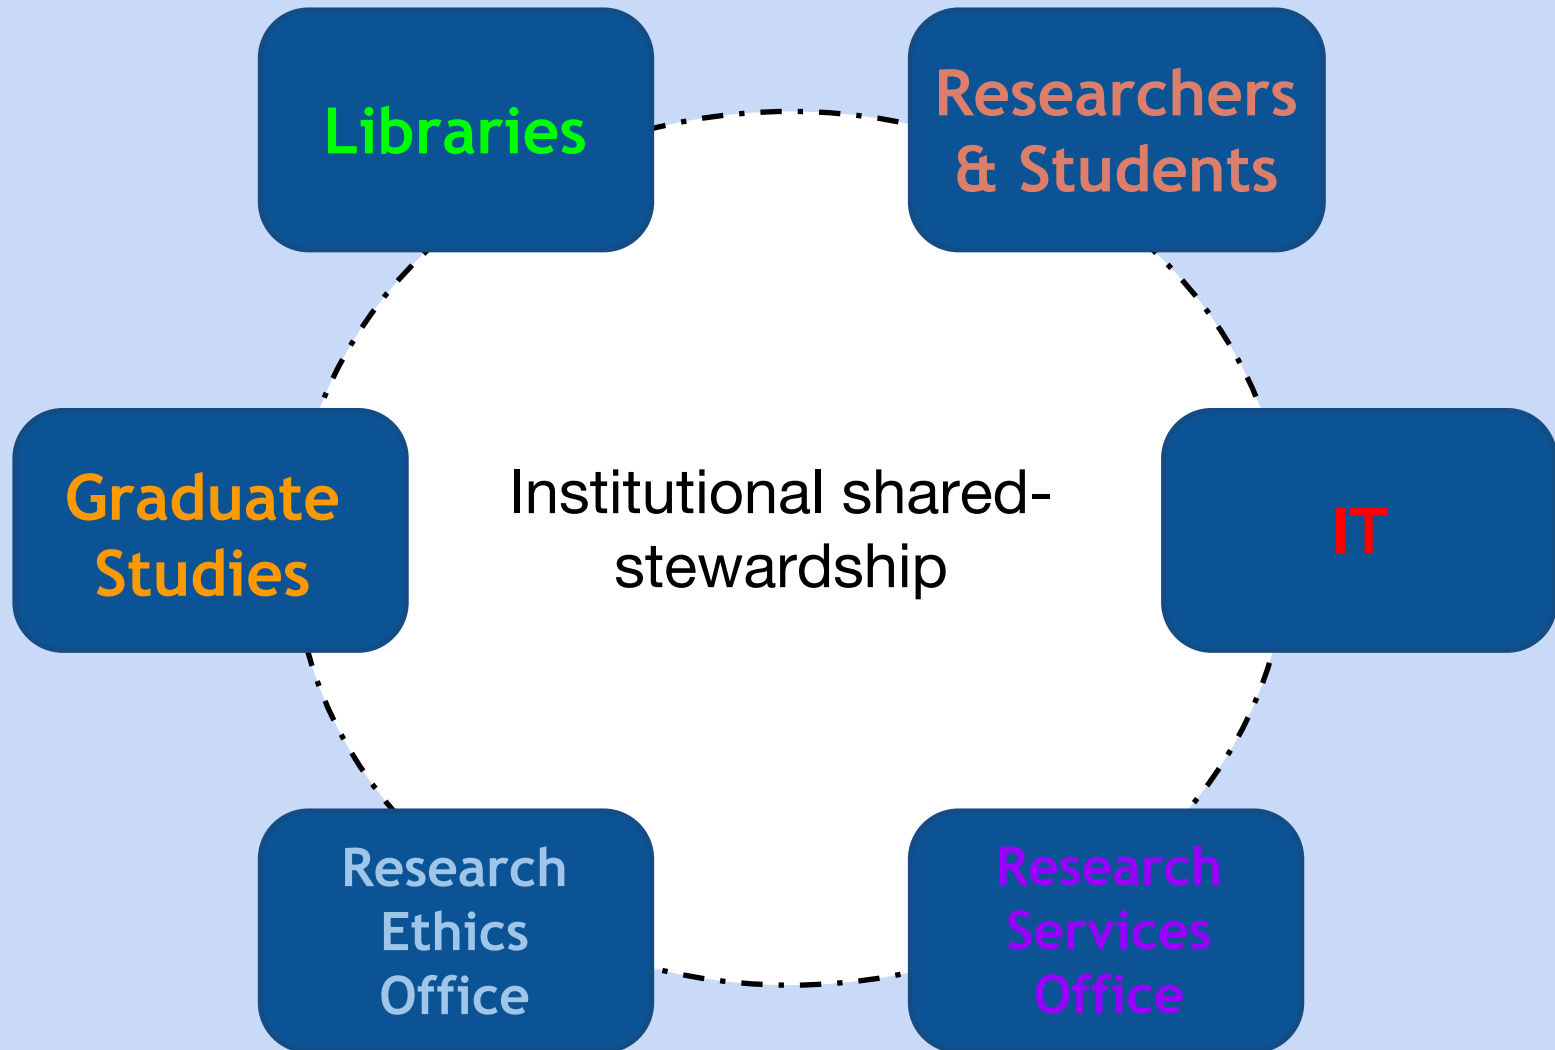 Libraries
Researchers
& Students
Graduate
Studies
Institutional shared-
stewardship
IT
Research
Ethics
Office
Research
Services
Office